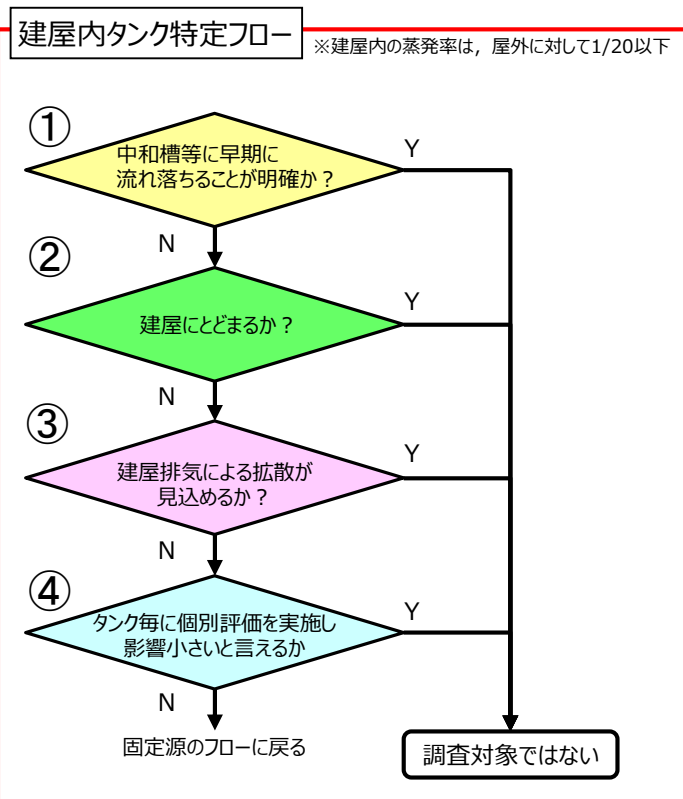 建屋内タンク特定フロー
※建屋内の蒸発率は，屋外に対して1/20以下
①
中和槽等に早期に
流れ落ちることが明確か？
Y
N
②
建屋にとどまるか？
Y
N
③
建屋排気による拡散が
見込めるか？
Y
N
④
タンク毎に個別評価を実施し
影響小さいと言えるか
Y
N
固定源のフローに戻る
調査対象ではない